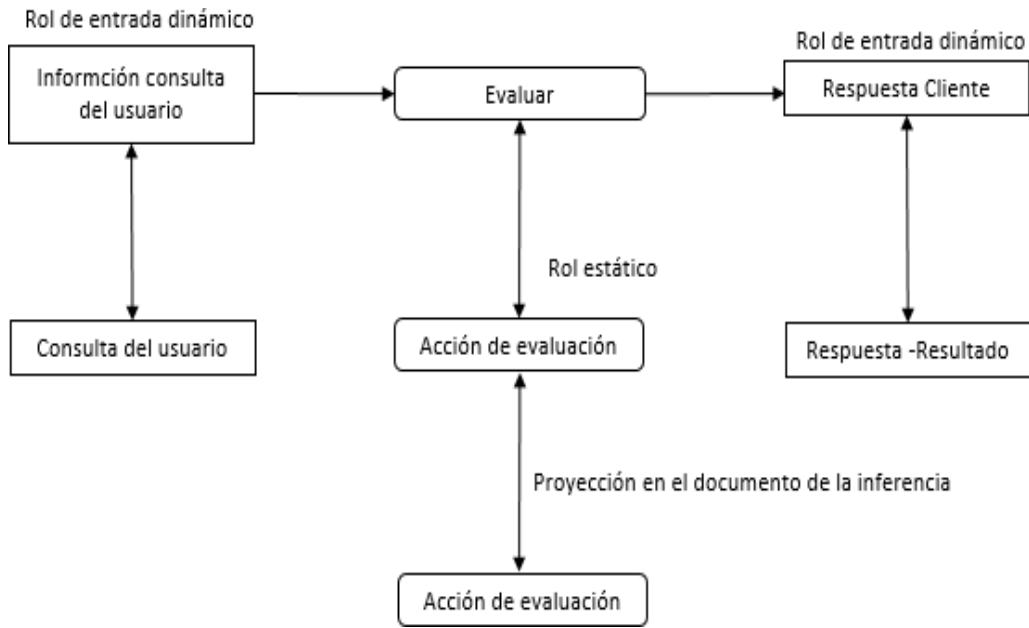 Rol de entrada dinámico
Informción consulta
del usuario
Evaluar
Rol de entrada dinámico
Respuesta Cliente
Rol estático
Consulta del usuario
Acción de evaluación
Respuesta -Resultado
Proyección en el documento de la inferencia
Acción de evaluación